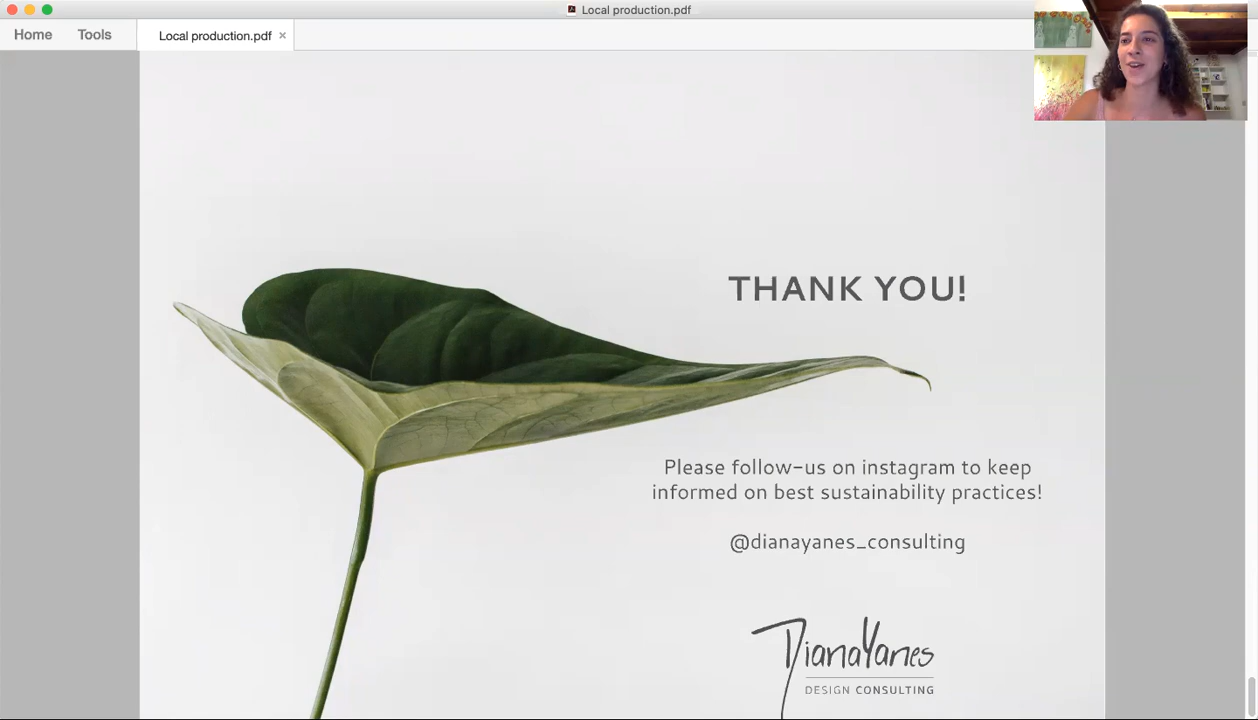 Local production.pdf
Home
Tools
Local production.pdf ×
THANK YOU!
Please follow-us on instagram to keep
informed on best sustainability practices!
@dianayanes_consulting
DianaYanes
DESIGN CONSULTING